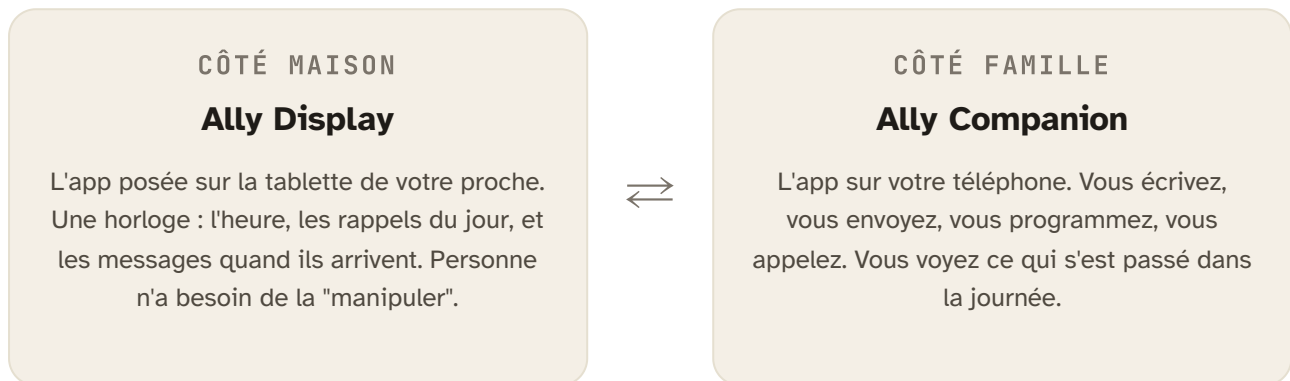 CÔTÉ MAISON
Ally Display
L'app posée sur la tablette de votre proche.
Une horloge : l'heure, les rappels du jour, et
les messages quand ils arrivent. Personne
n'a besoin de la "manipuler".
CÔTÉ FAMILLE
Ally Companion
L'app sur votre téléphone. Vous écrivez,
vous envoyez, vous programmez, vous
appelez. Vous voyez ce qui s'est passé dans
la journée.